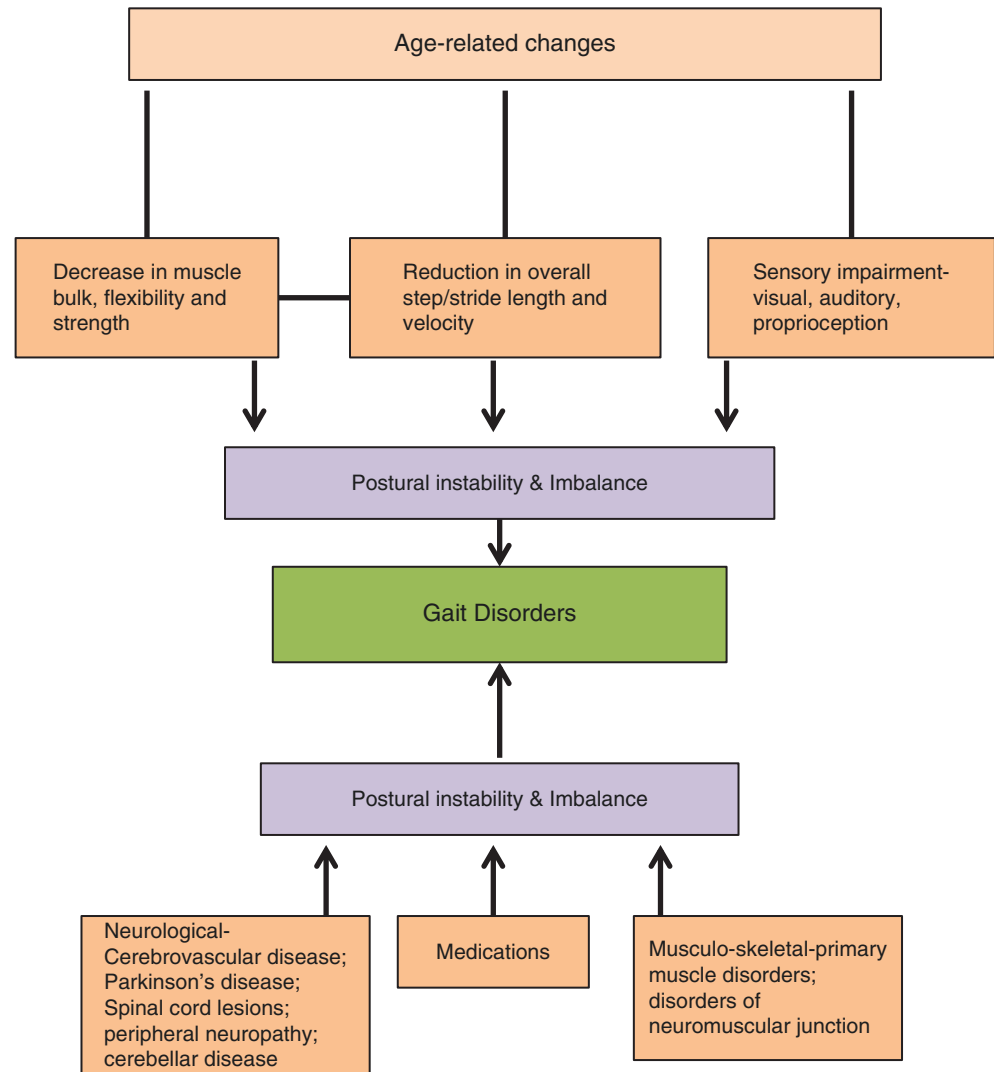 Age-related changes
Decrease in muscle
bulk, flexibility and
strength
Reduction in overall
step/stride length and
velocity
Sensory impairment-
visual, auditory,
proprioception
Postural instability & Imbalance
Gait Disorders
Postural instability & Imbalance
Neurological-
Cerebrovascular disease;
Parkinson's disease;
Spinal cord lesions;
peripheral neuropathy;
cerebellar disease
Medications
Musculo-skeletal-primary
muscle disorders;
disorders of
neuromuscular junction